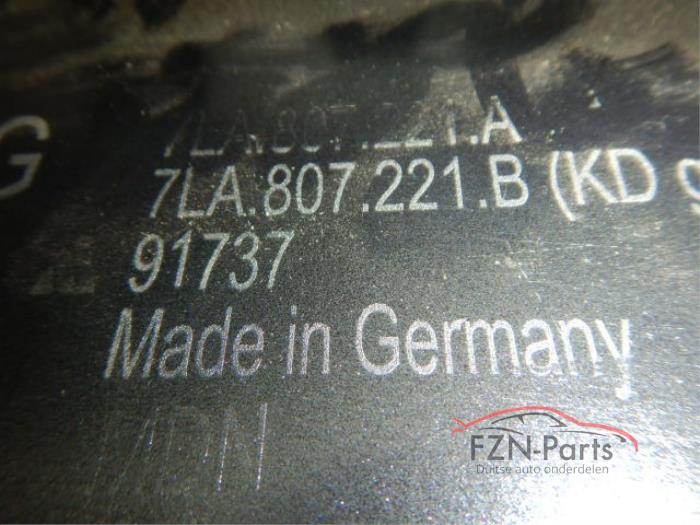 7LA.807.221.A
G
7LA.807.221.B (KD
91737
Made in Germany
FZN-Parts
Duitse auto onderdelen